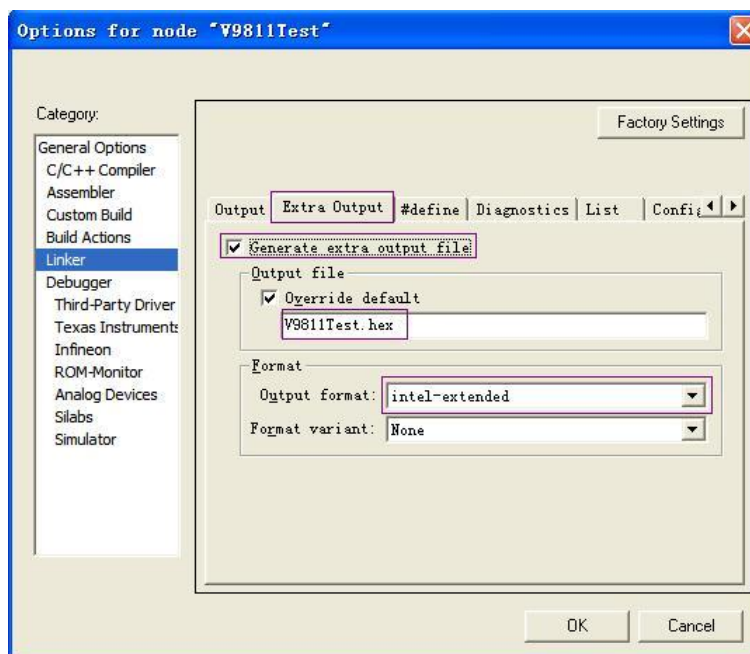 Options for node "V9811Test"
Category:
Factory Settings
General Options
C/C++ Compiler
Assembler
Custom Build
Build Actions
Linker
Debugger
Third-Party Driver
Texas Instruments
Infineon
ROM-Monitor
Analog Devices
Silabs
Simulator
Output Extra Output #define Diagnostics List Config
Generate extra output file
Output file
Override default
V9811Test.hex
Format
Output format: intel-extended
Format variant: None
OK Cancel